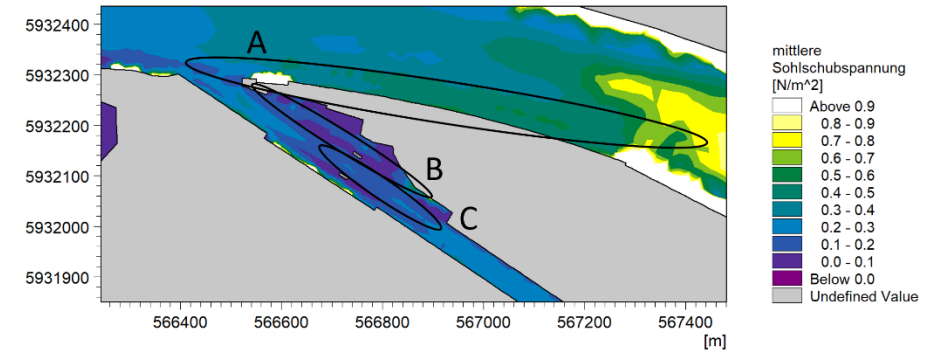 5932400
5932300
5932200
5932100
5932000
5931900
566400 566600 566800 567000 567200 567400
[m]
A
B
C
mittlere
Sohlschubspannung
[N/m^2]
Above 0.9
0.8 - 0.9
0.7 - 0.8
0.6 - 0.7
0.5 - 0.6
0.4 - 0.5
0.3 - 0.4
0.2 - 0.3
0.1 - 0.2
0.0 - 0.1
Below 0.0
Undefined Value